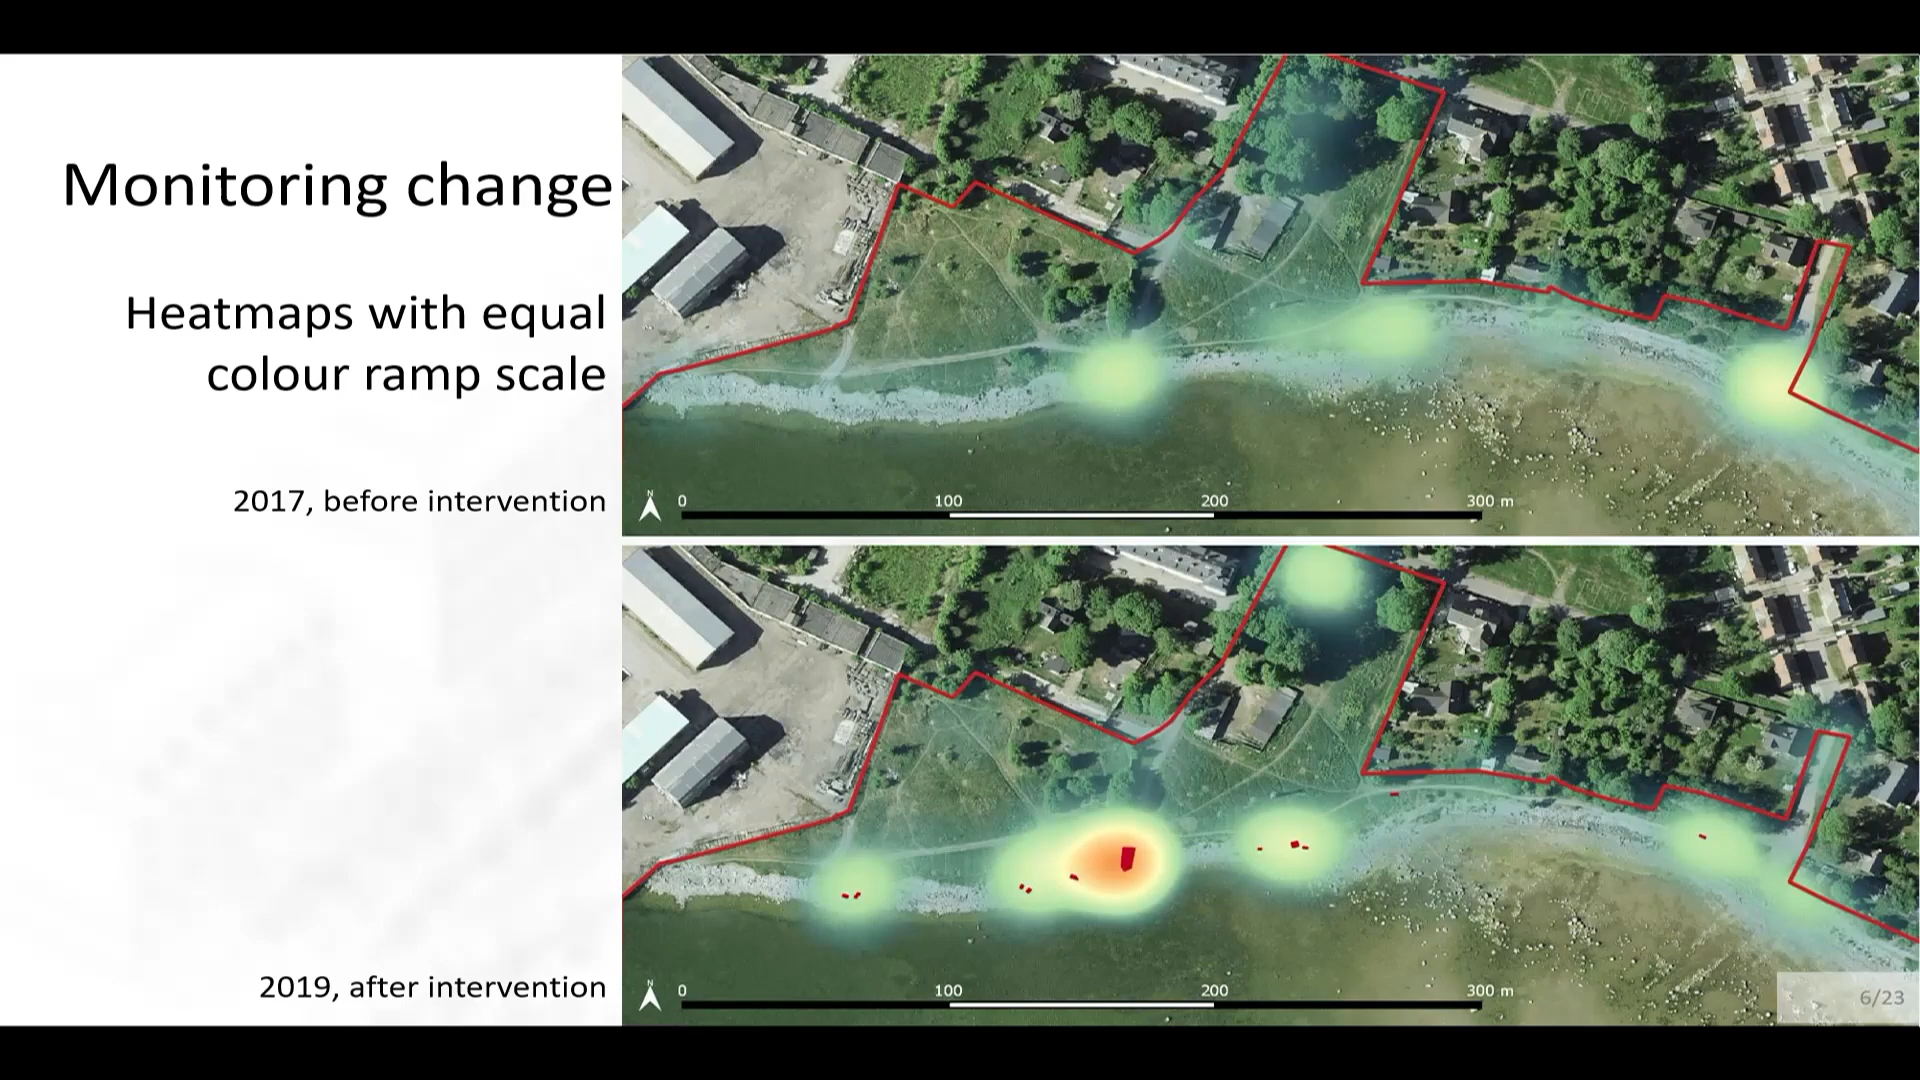 Monitoring change
Heatmaps with equal
colour ramp scale
2017, before intervention
N 0 100 200 300 m
2019, after intervention
N 0 100 200 300 m
6/23